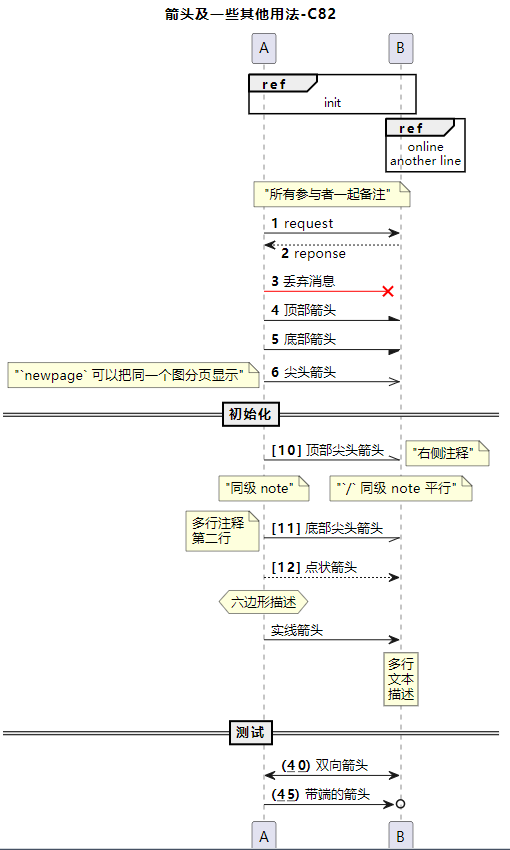 箭头及一些其他用法-C82
A B
ref
init
ref
online
another line
"所有参与者一起备注"
1 request
2 reponse
3 丢弃消息
4 顶部箭头
5 底部箭头
"`newpage` 可以把同一个图分页显示" 6 尖头箭头
初始化
[10] 顶部尖头箭头 "右侧注释"
"同级 note" "`/` 同级 note 平行"
多行注释
第二行
[11] 底部尖头箭头
[12] 点状箭头
六边形描述
实线箭头
多行
文本
描述
测试
(40) 双向箭头
(45) 带端的箭头
A B